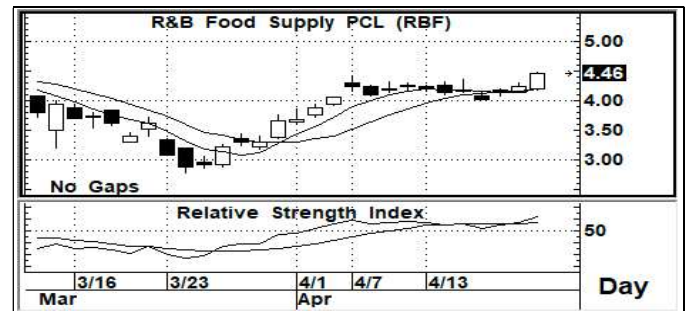 R&B Food Supply PCL (RBF)
5.00
4.46
4.00
3.50
3.00
No Gaps
Relative Strength Index
50
3/16 3/23 4/1 4/7 4/13
Mar Apr
Day